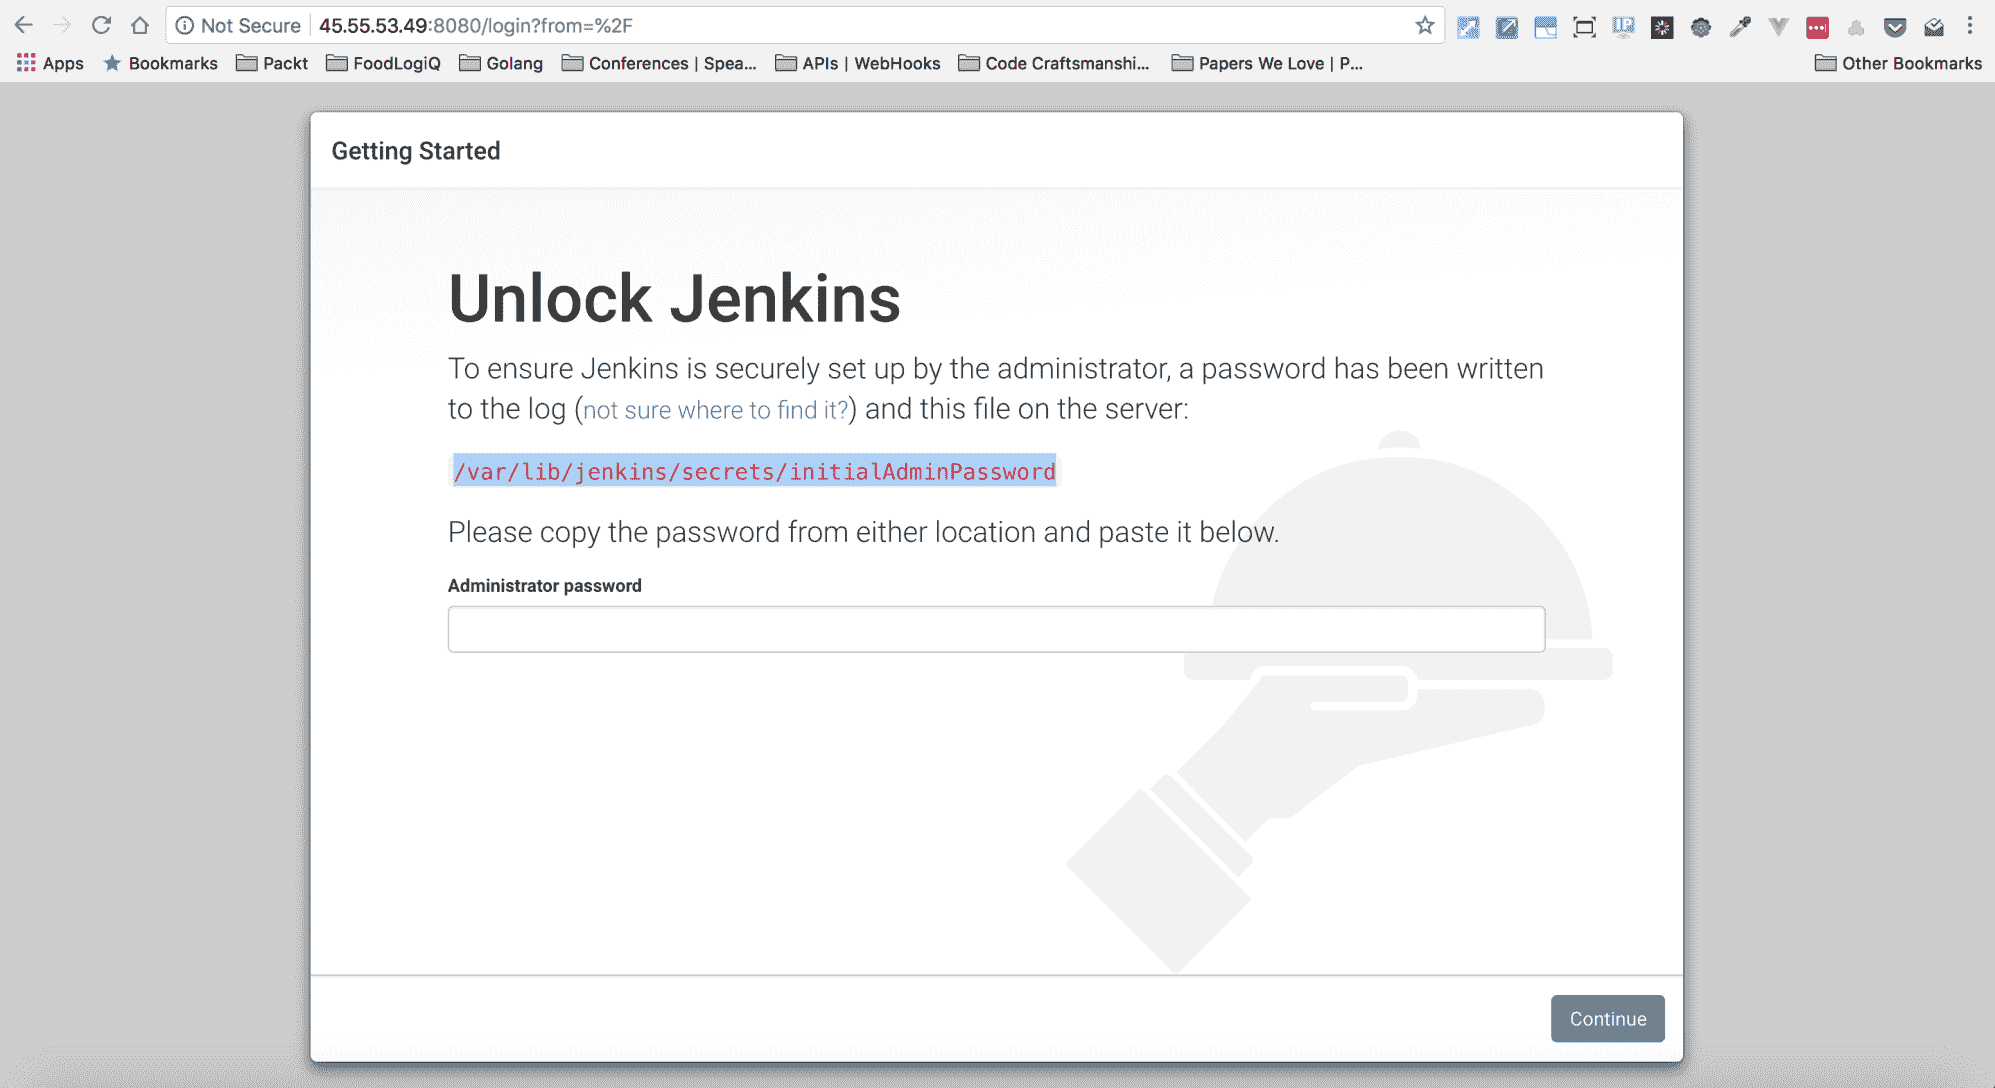 Not Secure 45.55.53.49:8080/login?from=%2F
Apps Bookmarks Packt FoodLogiQ Golang Conferences | Spea... APIs | WebHooks Code Craftsmanshi... Papers We Love | P... Other Bookmarks
Getting Started
Unlock Jenkins
To ensure Jenkins is securely set up by the administrator, a password has been written
to the log (not sure where to find it?) and this file on the server:
/var/lib/jenkins/secrets/initialAdminPassword
Please copy the password from either location and paste it below.
Administrator password
Continue